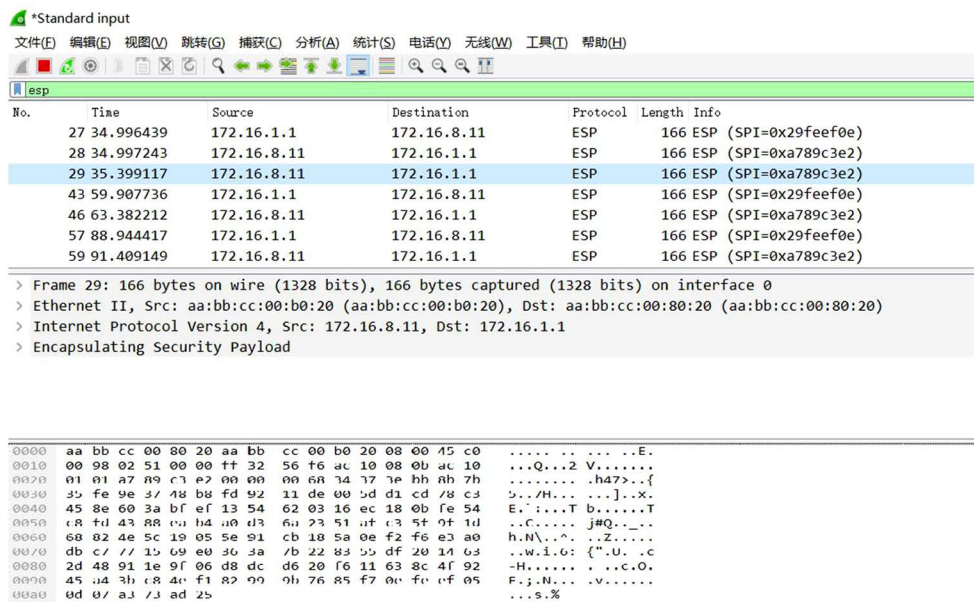 *Standard input
文件(F) 编辑(E) 视图(V) 跳转(G) 捕获(C) 分析(A) 统计(S) 电话(Y) 无线(W) 工具(T) 帮助(H)
esp
No. Time Source Destination Protocol Length Info
27 34.996439 172.16.1.1 172.16.8.11 ESP 166 ESP (SPI=0x29feef0e)
28 34.997243 172.16.8.11 172.16.1.1 ESP 166 ESP (SPI=0xa789c3e2)
29 35.399117 172.16.8.11 172.16.1.1 ESP 166 ESP (SPI=0xa789c3e2)
43 59.907736 172.16.1.1 172.16.8.11 ESP 166 ESP (SPI=0x29feef0e)
46 63.382212 172.16.8.11 172.16.1.1 ESP 166 ESP (SPI=0xa789c3e2)
57 88.944417 172.16.1.1 172.16.8.11 ESP 166 ESP (SPI=0x29feef0e)
59 91.409149 172.16.8.11 172.16.1.1 ESP 166 ESP (SPI=0xa789c3e2)
> Frame 29: 166 bytes on wire (1328 bits), 166 bytes captured (1328 bits) on interface 0
> Ethernet II, Src: aa:bb:cc:00:b0:20 (aa:bb:cc:00:b0:20), Dst: aa:bb:cc:00:80:20 (aa:bb:cc:00:80:20)
> Internet Protocol Version 4, Src: 172.16.8.11, Dst: 172.16.1.1
> Encapsulating Security Payload
0000 aa bb cc 00 80 20 aa bb cc 00 b0 20 08 00 45 c0 ..... .. ... ..E.
0010 00 98 02 51 00 00 ff 32 56 f6 ac 10 08 0b ac 10 ...Q...2 V.......
0020 01 01 a7 89 c3 e2 00 00 00 68 34 37 3e bb 8b 7b ........ .h47>..{
0030 35 fe 9e 37 48 b8 fd 92 11 de 00 5d d1 cd 78 c3 5..7H... ...]..x.
0040 45 8e 60 3a bf ef 13 54 62 03 16 ec 18 0b fe 54 E.`:...T b......T
0050 c8 fd 43 88 b4 d3 6a 23 51 c3 5f 9f 1d ..C..... j#Q.._..
0060 68 82 4e 5c 19 05 5e 91 cb 18 5a 0e f2 f6 e3 a0 h.N\..^. ..Z.....
0070 db c7 77 15 69 e0 36 3a 7b 22 83 55 df 20 14 63 ..w.i.6: {".U. .c
0080 2d 48 91 1e 9f 06 d8 dc d6 20 f6 11 63 8c 4f 92 -H...... . ..c.O.
0090 45 3b c8 4e f1 82 99 9b 76 85 f7 05 E.;.N... .v......
00a0 0d 07 a3 73 ad 25 ...s.%